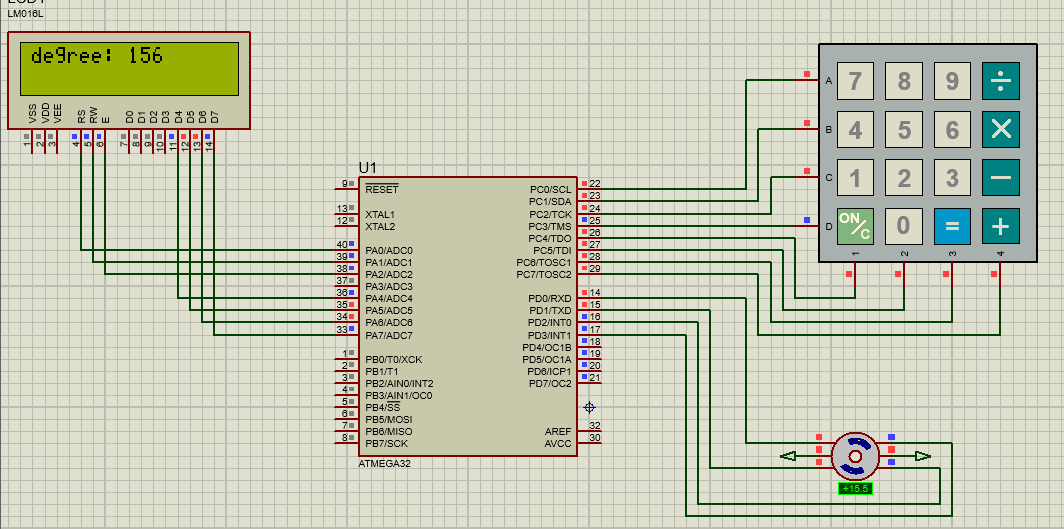 LM016L
degree: 156
VSS VDD VEE RS RW E D0 D1 D2 D3 D4 D5 D6 D7
1 2 3 4 5 6 7 8 9 10 11 12 13 14
U1
9 RESET
13 XTAL1
12 XTAL2
40 PA0/ADC0
39 PA1/ADC1
38 PA2/ADC2
37 PA3/ADC3
36 PA4/ADC4
35 PA5/ADC5
34 PA6/ADC6
33 PA7/ADC7
1 PB0/T0/XCK
2 PB1/T1
3 PB2/AIN0/INT2
4 PB3/AIN1/OC0
5 PB4/SS
6 PB5/MOSI
7 PB6/MISO
8 PB7/SCK
PC0/SCL 22
PC1/SDA 23
PC2/TCK 24
PC3/TMS 25
PC4/TDO 26
PC5/TDI 27
PC6/TOSC1 28
PC7/TOSC2 29
PD0/RXD 14
PD1/TXD 15
PD2/INT0 16
PD3/INT1 17
PD4/OC1B 18
PD5/OC1A 19
PD6/ICP1 20
PD7/OC2 21
AREF 32
AVCC 30
ATMEGA32
A 7 8 9 ÷
B 4 5 6 ×
C 1 2 3 −
D ON/C 0 = +
1 2 3 4
+15.5